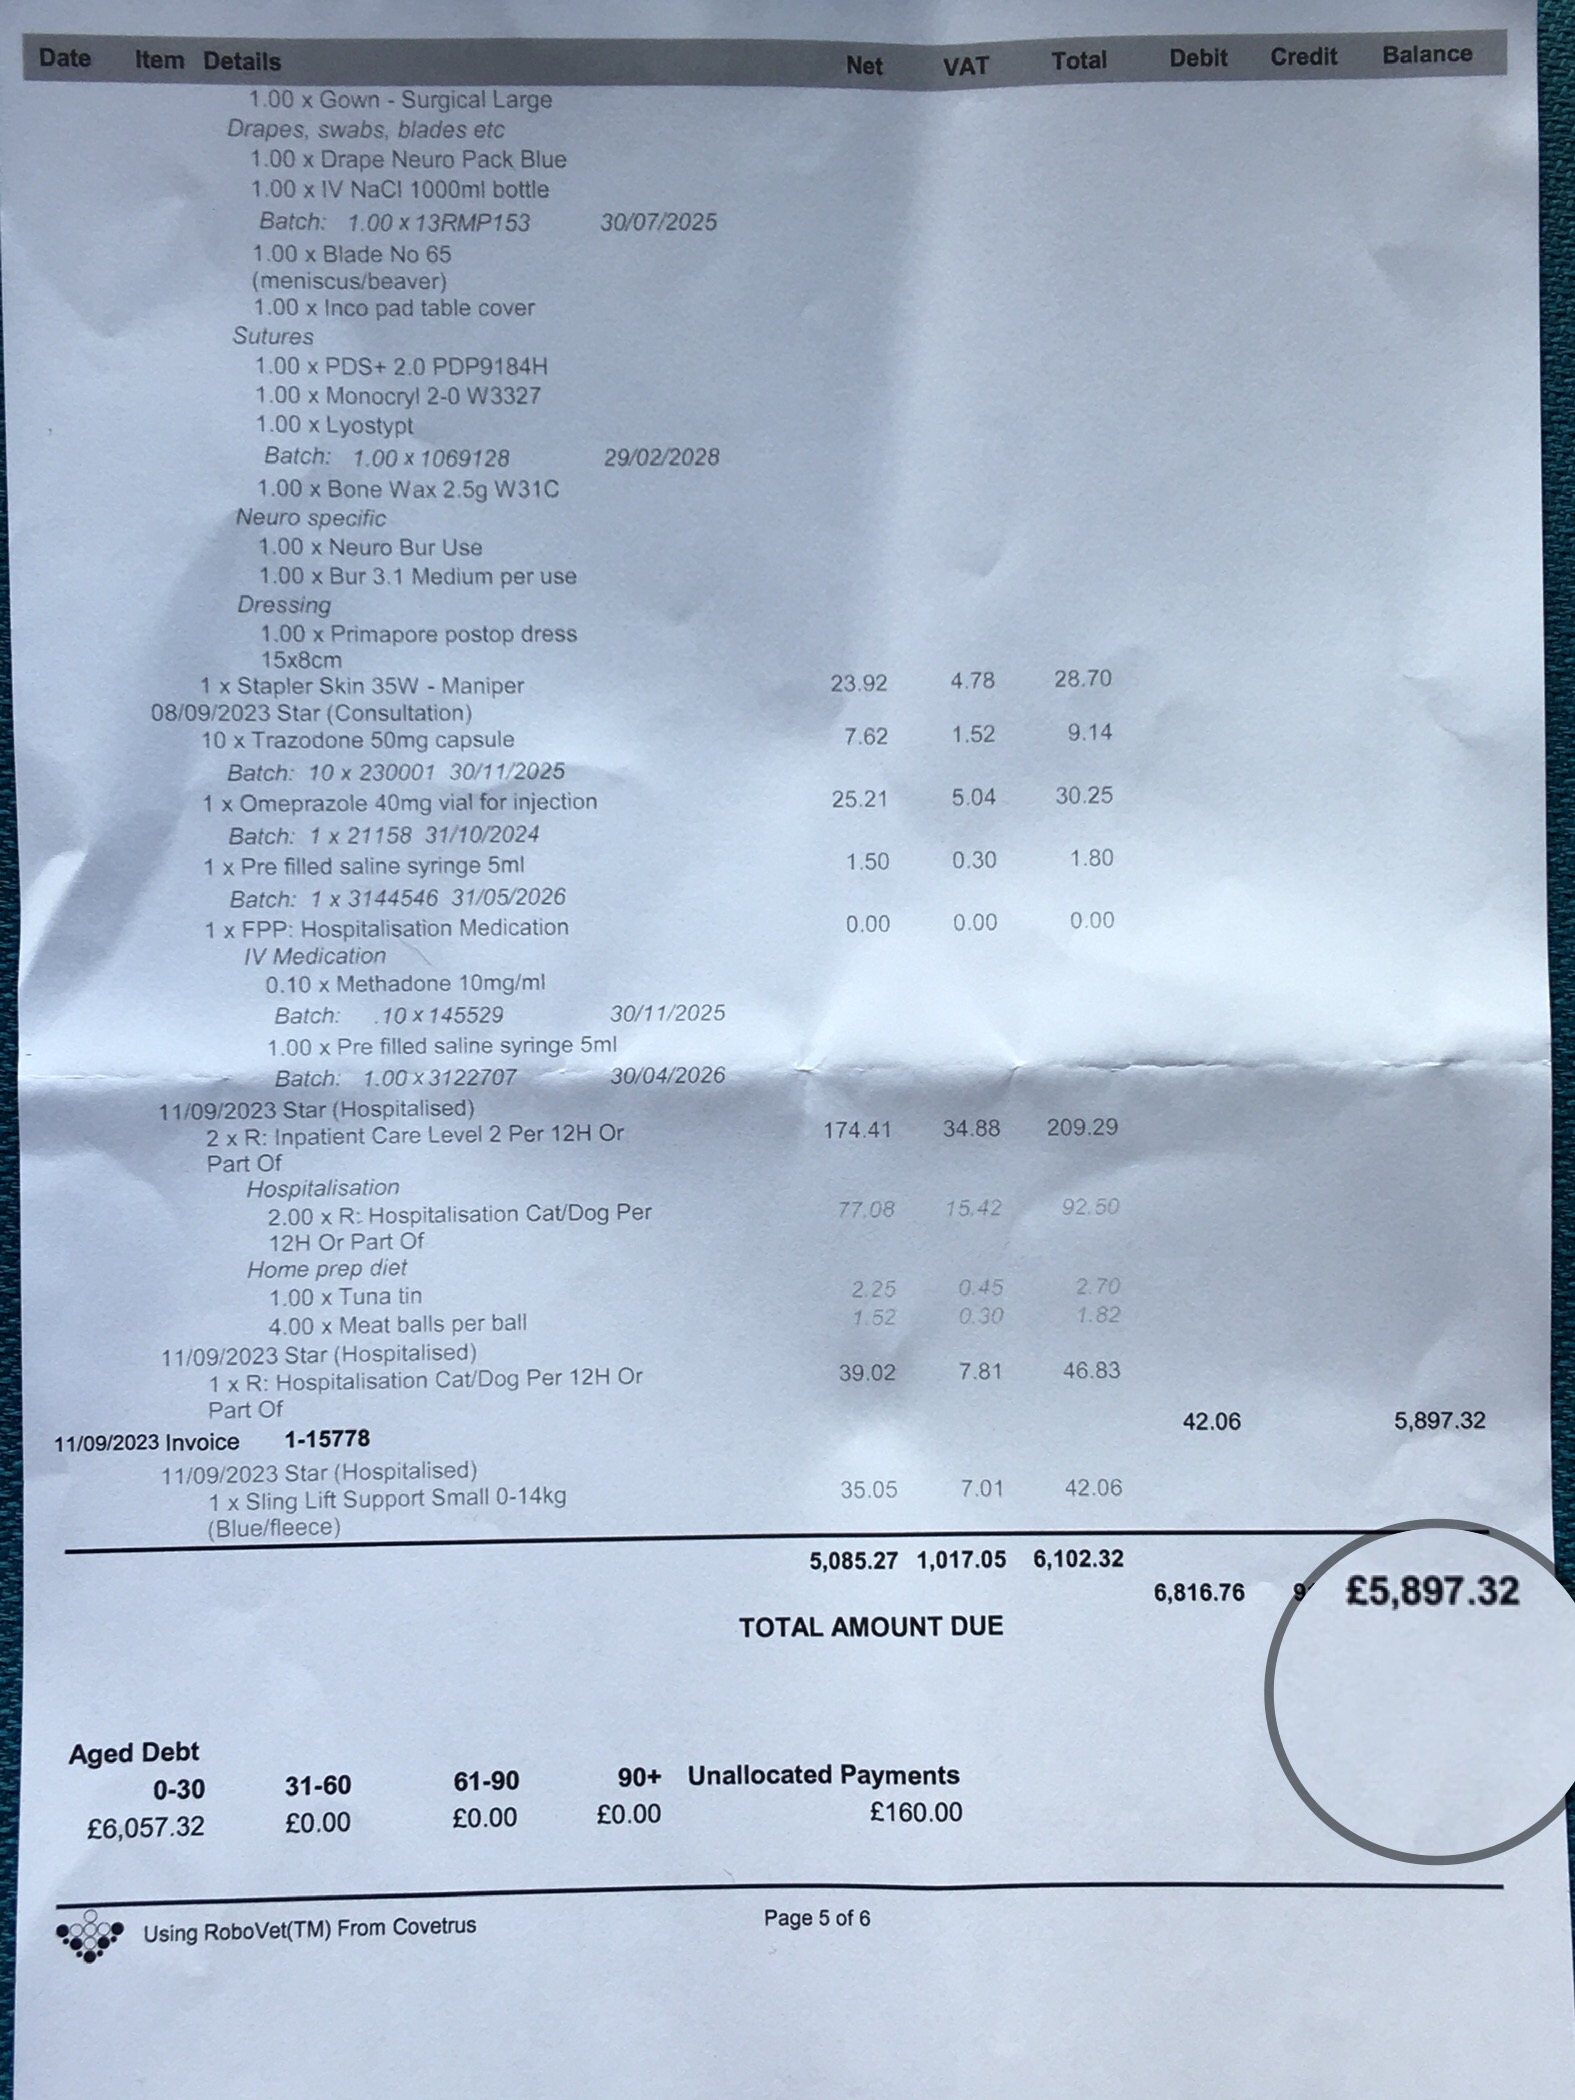 Date Item Details Net VAT Total Debit Credit Balance
1.00 x Gown - Surgical Large
Drapes, swabs, blades etc
1.00 x Drape Neuro Pack Blue
1.00 x IV NaCl 1000ml bottle
Batch: 1.00 x 13RMP153 30/07/2025
1.00 x Blade No 65
(meniscus/beaver)
1.00 x Inco pad table cover
Sutures
1.00 x PDS+ 2.0 PDP9184H
1.00 x Monocryl 2-0 W3327
1.00 x Lyostypt
Batch: 1.00 x 1069128 29/02/2028
1.00 x Bone Wax 2.5g W31C
Neuro specific
1.00 x Neuro Bur Use
1.00 x Bur 3.1 Medium per use
Dressing
1.00 x Primapore postop dress
15x8cm
1 x Stapler Skin 35W - Maniper 23.92 4.78 28.70
08/09/2023 Star (Consultation)
10 x Trazodone 50mg capsule 7.62 1.52 9.14
Batch: 10 x 230001 30/11/2025
1 x Omeprazole 40mg vial for injection 25.21 5.04 30.25
Batch: 1 x 21158 31/10/2024
1 x Pre filled saline syringe 5ml 1.50 0.30 1.80
Batch: 1 x 3144546 31/05/2026
1 x FPP: Hospitalisation Medication 0.00 0.00 0.00
IV Medication
0.10 x Methadone 10mg/ml
Batch: .10 x 145529 30/11/2025
1.00 x Pre filled saline syringe 5ml
Batch: 1.00 x 3122707 30/04/2026
11/09/2023 Star (Hospitalised)
2 x R: Inpatient Care Level 2 Per 12H Or 174.41 34.88 209.29
Part Of
Hospitalisation
2.00 x R: Hospitalisation Cat/Dog Per 77.08 15.42 92.50
12H Or Part Of
Home prep diet
1.00 x Tuna tin 2.25 0.45 2.70
4.00 x Meat balls per ball 1.52 0.30 1.82
11/09/2023 Star (Hospitalised)
1 x R: Hospitalisation Cat/Dog Per 12H Or 39.02 7.81 46.83
Part Of
11/09/2023 Invoice 1-15778 42.06 5,897.32
11/09/2023 Star (Hospitalised)
1 x Sling Lift Support Small 0-14kg 35.05 7.01 42.06
(Blue/fleece)
5,085.27 1,017.05 6,102.32
6,816.76 £5,897.32
TOTAL AMOUNT DUE
Aged Debt
0-30 31-60 61-90 90+ Unallocated Payments
£6,057.32 £0.00 £0.00 £0.00 £160.00
Using RoboVet(TM) From Covetrus Page 5 of 6